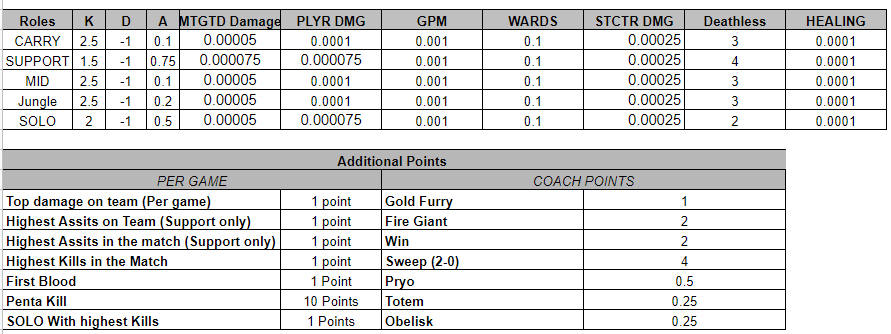 Roles K D A MTGTD Damage PLYR DMG GPM WARDS STCTR DMG Deathless HEALING
CARRY 2.5 -1 0.1 0.00005 0.0001 0.001 0.1 0.00025 3 0.0001
SUPPORT 1.5 -1 0.75 0.000075 0.000075 0.001 0.1 0.00025 4 0.0001
MID 2.5 -1 0.1 0.00005 0.0001 0.001 0.1 0.00025 3 0.0001
Jungle 2.5 -1 0.2 0.00005 0.0001 0.001 0.1 0.00025 3 0.0001
SOLO 2 -1 0.5 0.00005 0.000075 0.001 0.1 0.00025 2 0.0001
Additional Points
PER GAME COACH POINTS
Top damage on team (Per game) 1 point Gold Furry 1
Highest Assits on Team (Support only) 1 point Fire Giant 2
Highest Assits in the match (Support only) 1 point Win 2
Highest Kills in the Match 1 point Sweep (2-0) 4
First Blood 1 Point Pryo 0.5
Penta Kill 10 Points Totem 0.25
SOLO With highest Kills 1 Points Obelisk 0.25